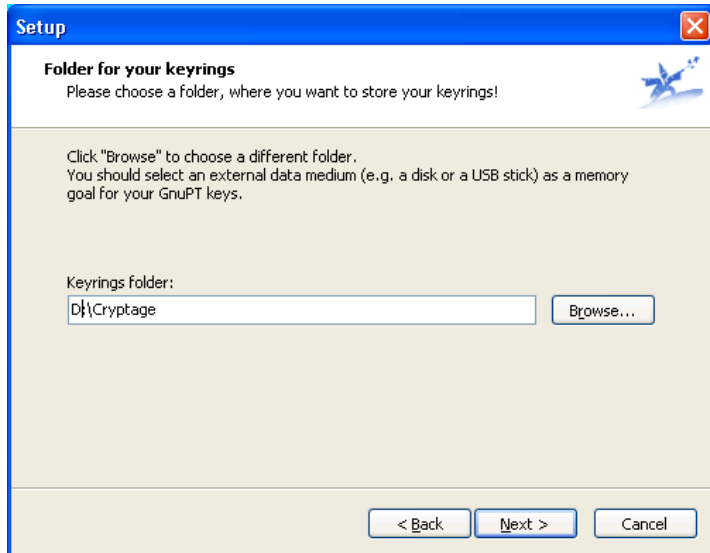 Setup
Folder for your keyrings
Please choose a folder, where you want to store your keyrings!
Click "Browse" to choose a different folder.
You should select an external data medium (e.g. a disk or a USB stick) as a memory
goal for your GnuPT keys.
Keyrings folder:
D:\Cryptage
Browse...
< Back
Next >
Cancel